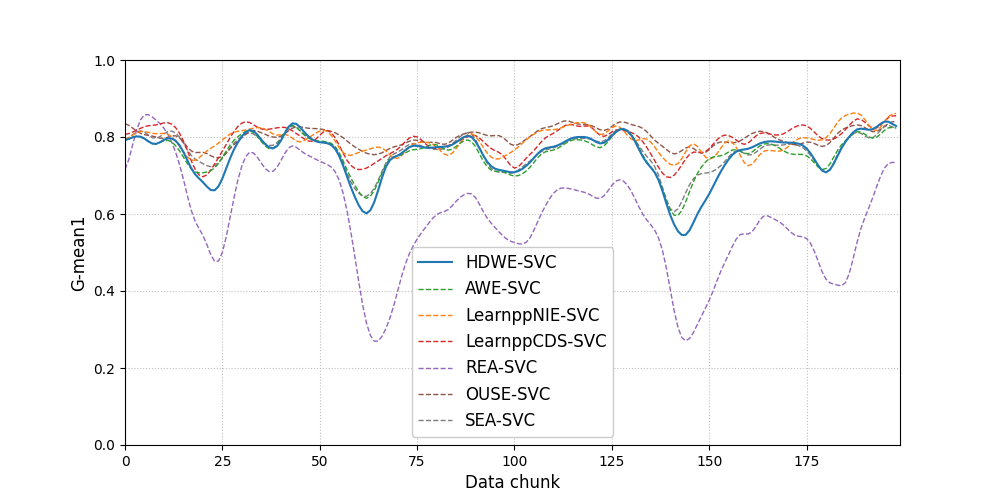 1.0
0.8
0.6
0.4
0.2
0.0
G-mean1
HDWE-SVC
AWE-SVC
LearnppNIE-SVC
LearnppCDS-SVC
REA-SVC
OUSE-SVC
SEA-SVC
0 25 50 75 100 125 150 175
Data chunk